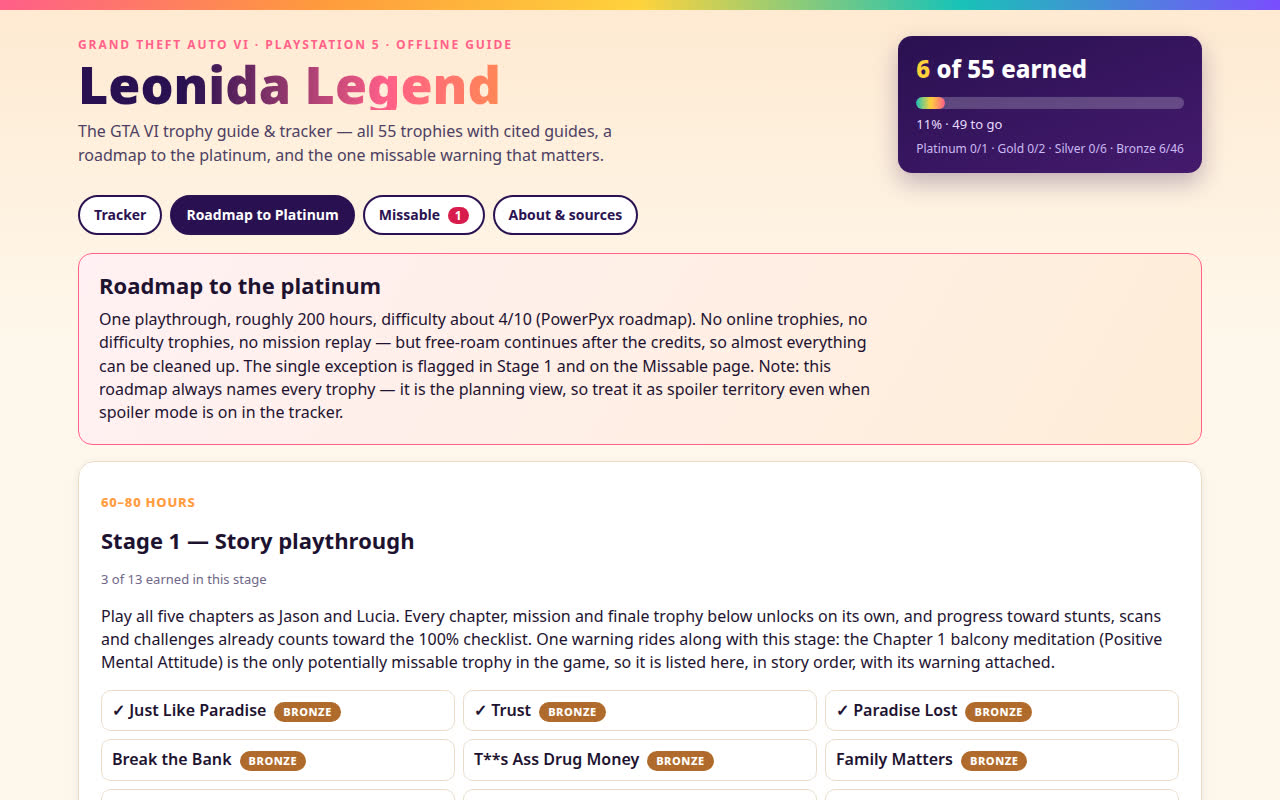 GRAND THEFT AUTO VI · PLAYSTATION 5 · OFFLINE GUIDE
Leonida Legend
The GTA VI trophy guide & tracker — all 55 trophies with cited guides, a
roadmap to the platinum, and the one missable warning that matters.
6 of 55 earned
11% · 49 to go
Platinum 0/1 · Gold 0/2 · Silver 0/6 · Bronze 6/46
Tracker
Roadmap to Platinum
Missable 1
About & sources
Roadmap to the platinum
One playthrough, roughly 200 hours, difficulty about 4/10 (PowerPyx roadmap). No online trophies, no
difficulty trophies, no mission replay — but free-roam continues after the credits, so almost everything
can be cleaned up. The single exception is flagged in Stage 1 and on the Missable page. Note: this
roadmap always names every trophy — it is the planning view, so treat it as spoiler territory even when
spoiler mode is on in the tracker.
60–80 HOURS
Stage 1 — Story playthrough
3 of 13 earned in this stage
Play all five chapters as Jason and Lucia. Every chapter, mission and finale trophy below unlocks on its own, and progress toward stunts, scans
and challenges already counts toward the 100% checklist. One warning rides along with this stage: the Chapter 1 balcony meditation (Positive
Mental Attitude) is the only potentially missable trophy in the game, so it is listed here, in story order, with its warning attached.
✓ Just Like Paradise BRONZE
✓ Trust BRONZE
✓ Paradise Lost BRONZE
Break the Bank BRONZE
T**s Ass Drug Money BRONZE
Family Matters BRONZE